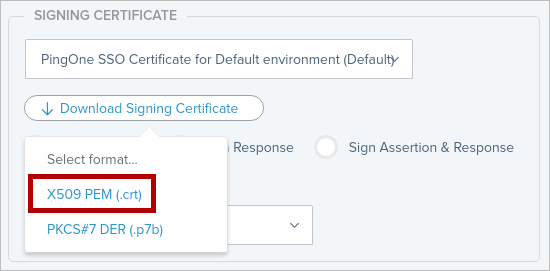 SIGNING CERTIFICATE
PingOne SSO Certificate for Default environment (Default)
Download Signing Certificate
Response
Sign Assertion & Response
Select format...
X509 PEM (.crt)
PKCS#7 DER (.p7b)